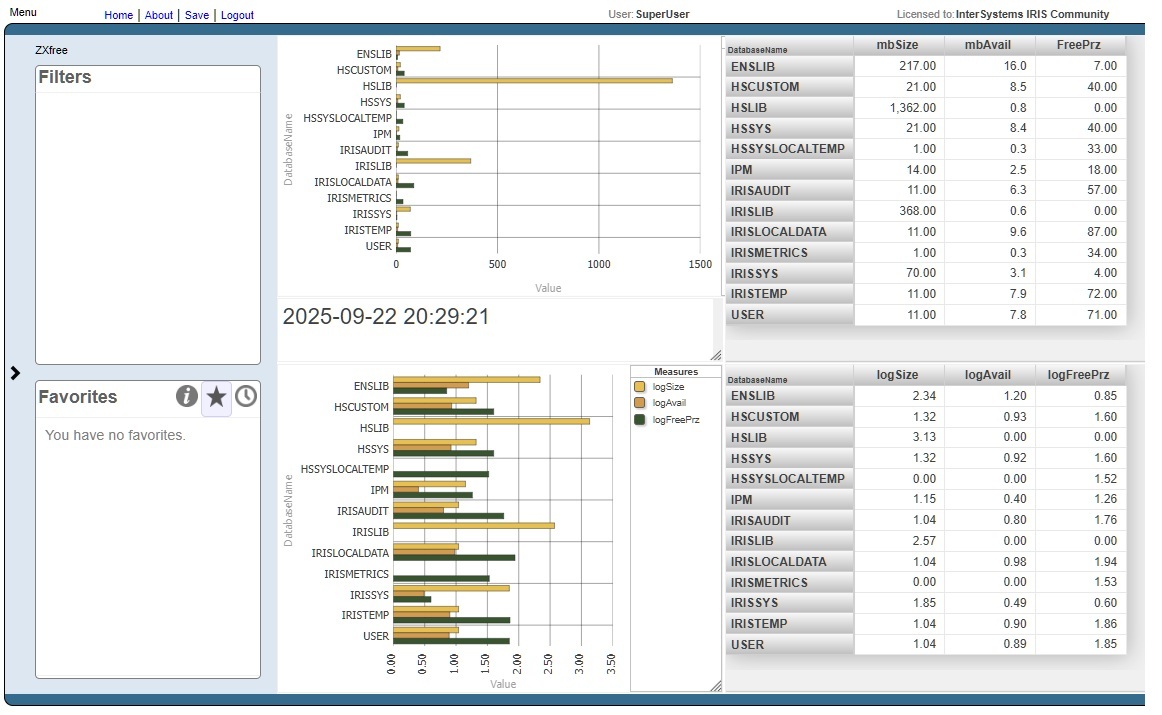 Menu
Home | About | Save | Logout
User: SuperUser
Licensed to: InterSystems IRIS Community
ZXfree
Filters
Favorites
You have no favorites.
DatabaseName
ENSLIB
HSCUSTOM
HSLIB
HSSYS
HSSYSLOCALTEMP
IPM
IRISAUDIT
IRISLIB
IRISLOCALDATA
IRISMETRICS
IRISSYS
IRISTEMP
USER
0 500 1000 1500
Value
DatabaseName mbSize mbAvail FreePrz
ENSLIB 217.00 16.0 7.00
HSCUSTOM 21.00 8.5 40.00
HSLIB 1,362.00 0.8 0.00
HSSYS 21.00 8.4 40.00
HSSYSLOCALTEMP 1.00 0.3 33.00
IPM 14.00 2.5 18.00
IRISAUDIT 11.00 6.3 57.00
IRISLIB 368.00 0.6 0.00
IRISLOCALDATA 11.00 9.6 87.00
IRISMETRICS 1.00 0.3 34.00
IRISSYS 70.00 3.1 4.00
IRISTEMP 11.00 7.9 72.00
USER 11.00 7.8 71.00
2025-09-22 20:29:21
DatabaseName
ENSLIB
HSCUSTOM
HSLIB
HSSYS
HSSYSLOCALTEMP
IPM
IRISAUDIT
IRISLIB
IRISLOCALDATA
IRISMETRICS
IRISSYS
IRISTEMP
USER
0.00 0.50 1.00 1.50 2.00 2.50 3.00 3.50
Value
Measures
logSize
logAvail
logFreePrz
DatabaseName logSize logAvail logFreePrz
ENSLIB 2.34 1.20 0.85
HSCUSTOM 1.32 0.93 1.60
HSLIB 3.13 0.00 0.00
HSSYS 1.32 0.92 1.60
HSSYSLOCALTEMP 0.00 0.00 1.52
IPM 1.15 0.40 1.26
IRISAUDIT 1.04 0.80 1.76
IRISLIB 2.57 0.00 0.00
IRISLOCALDATA 1.04 0.98 1.94
IRISMETRICS 0.00 0.00 1.53
IRISSYS 1.85 0.49 0.60
IRISTEMP 1.04 0.90 1.86
USER 1.04 0.89 1.85